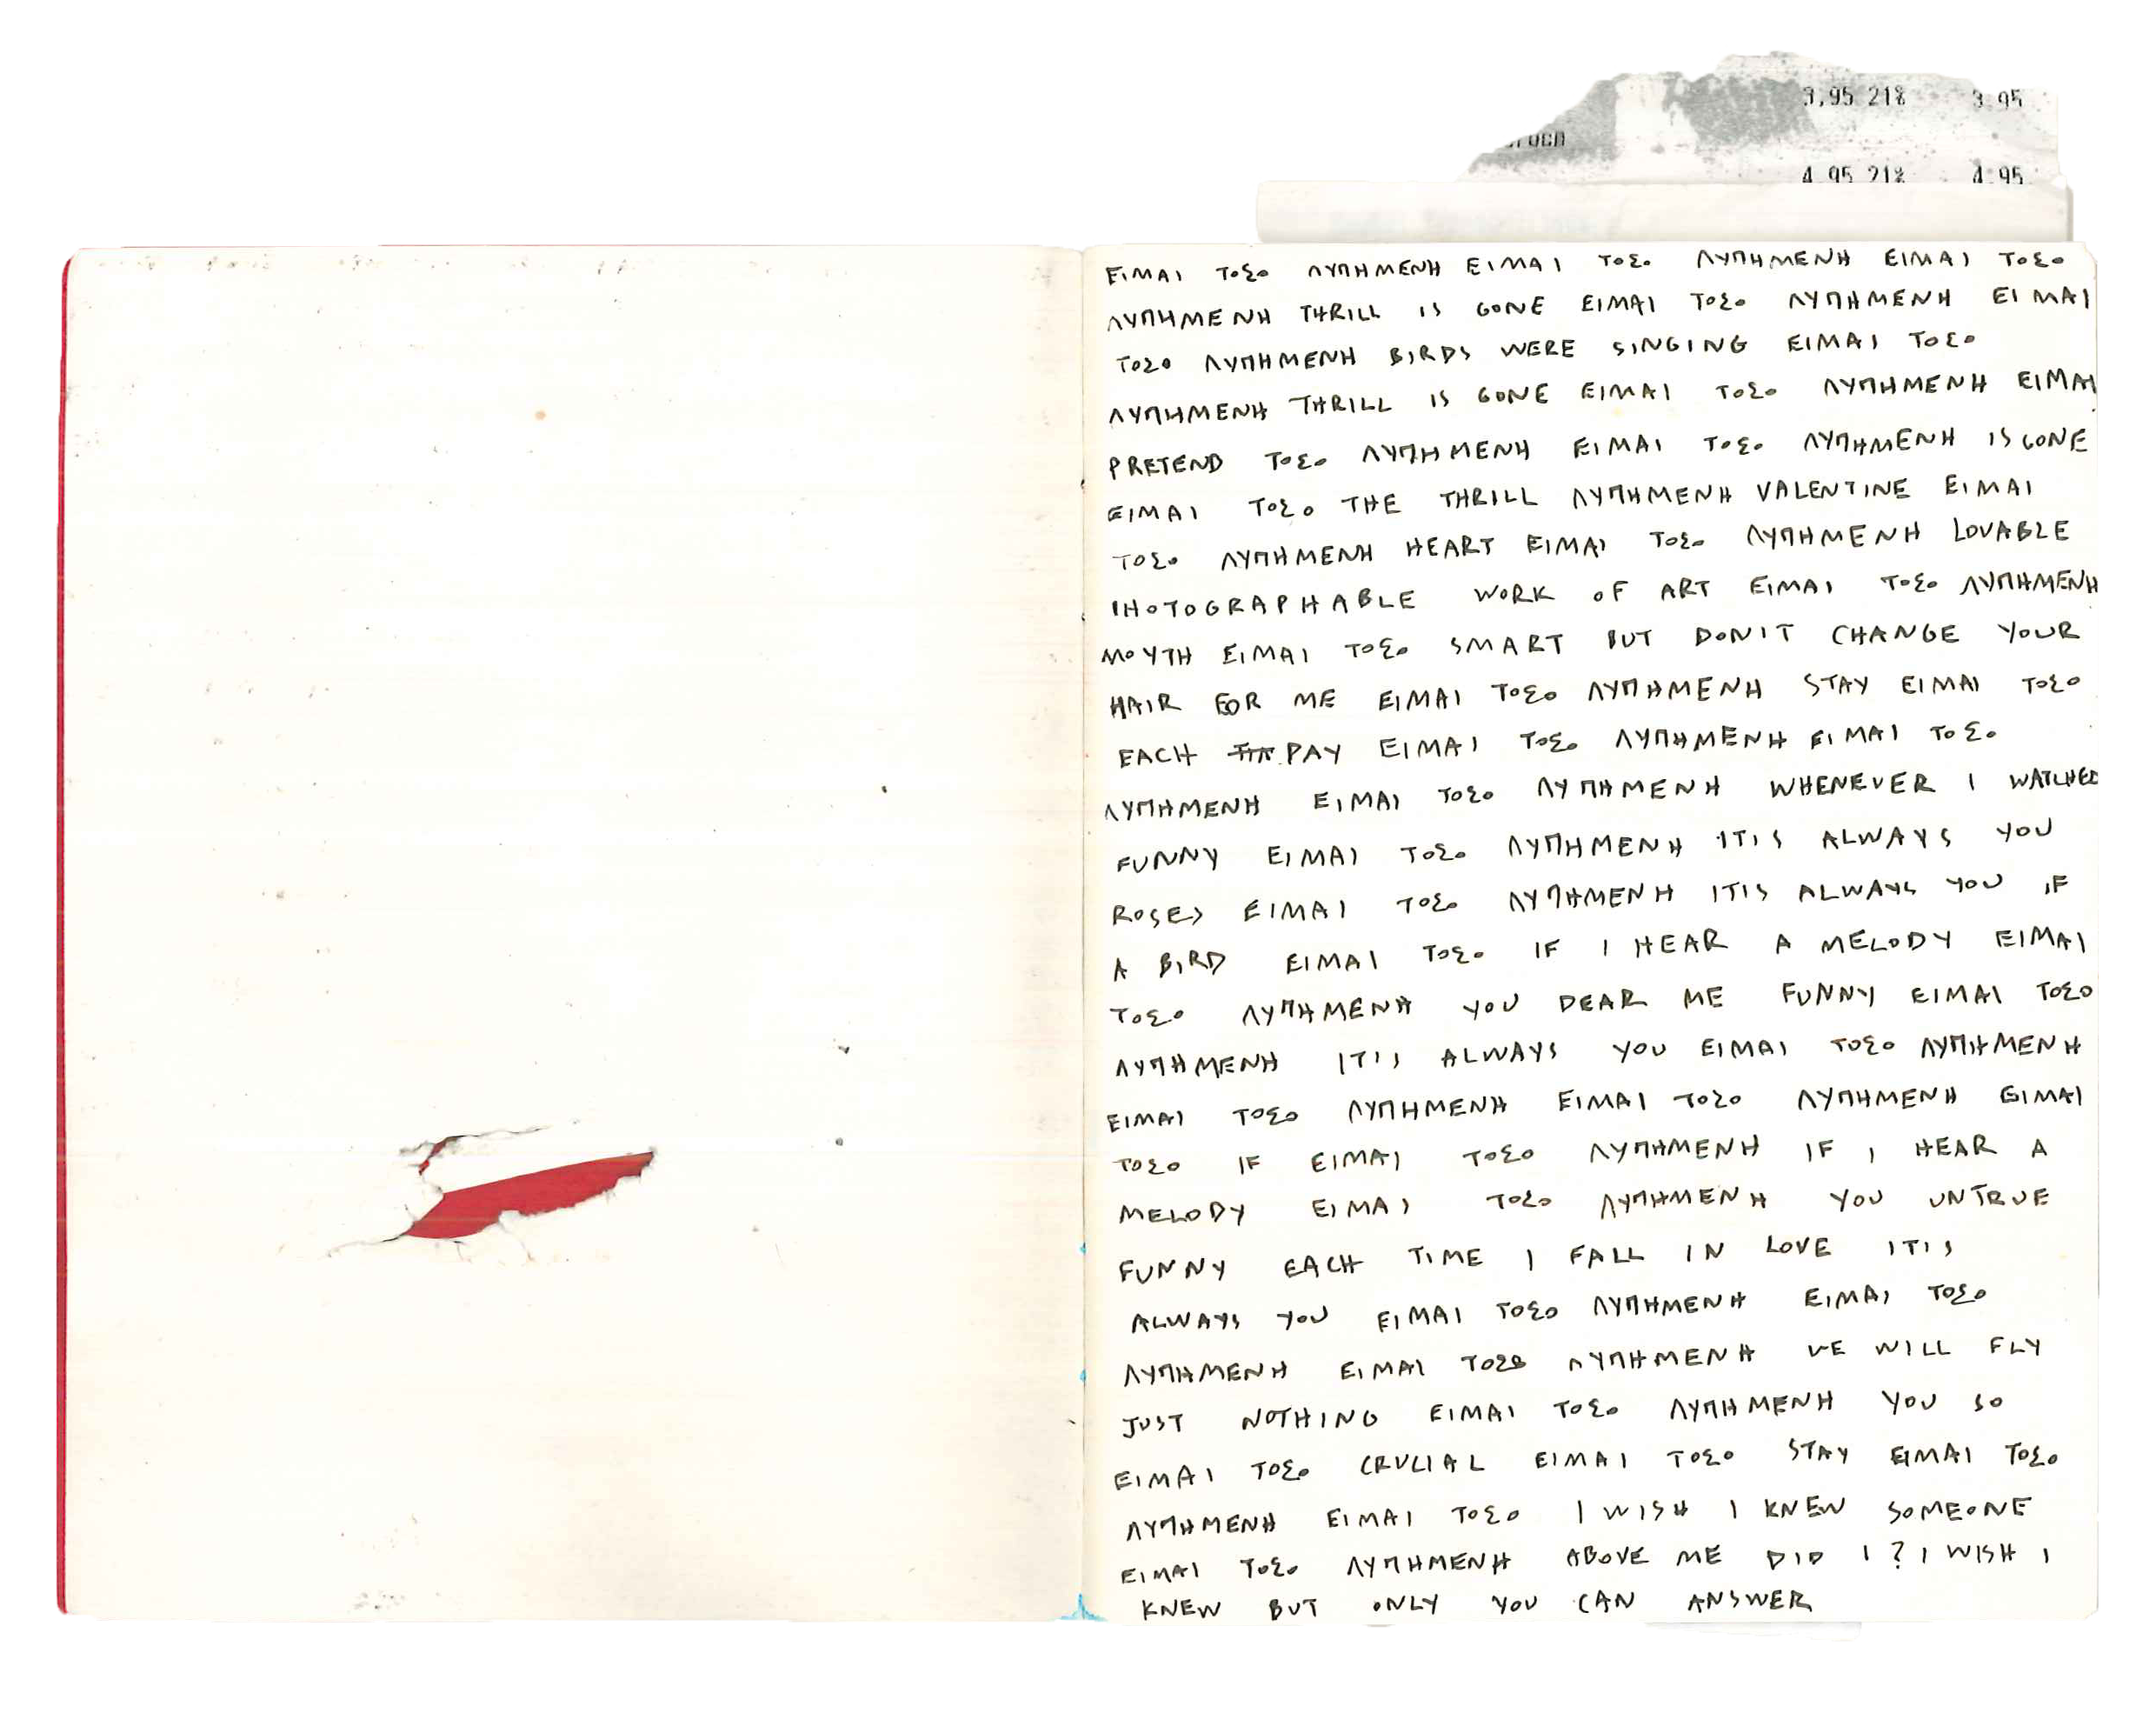 3,95 21% 3.95
4.95 21% 4.95
ΕΙΜΑΙ ΤΟΣΟ ΛΥΠΗΜΕΝΗ ΕΙΜΑΙ ΤΟΣΟ ΛΥΠΗΜΕΝΗ ΕΙΜΑΙ ΤΟΣΟ
ΛΥΠΗΜΕΝΗ THRILL IS GONE ΕΙΜΑΙ ΤΟΣΟ ΛΥΠΗΜΕΝΗ ΕΙΜΑΙ
ΤΟΣΟ ΛΥΠΗΜΕΝΗ BIRDS WERE SINGING ΕΙΜΑΙ ΤΟΣΟ
ΛΥΠΗΜΕΝΗ THRILL IS GONE ΕΙΜΑΙ ΤΟΣΟ ΛΥΠΗΜΕΝΗ ΕΙΜΑΙ
PRETEND ΤΟΣΟ ΛΥΠΗΜΕΝΗ ΕΙΜΑΙ ΤΟΣΟ ΛΥΠΗΜΕΝΗ IS GONE
ΕΙΜΑΙ ΤΟΣΟ THE THRILL ΛΥΠΗΜΕΝΗ VALENTINE ΕΙΜΑΙ
ΤΟΣΟ ΛΥΠΗΜΕΝΗ HEART ΕΙΜΑΙ ΤΟΣΟ ΛΥΠΗΜΕΝΗ LOVABLE
PHOTOGRAPHABLE WORK OF ART ΕΙΜΑΙ ΤΟΣΟ ΛΥΠΗΜΕΝΗ
MOYTH ΕΙΜΑΙ ΤΟΣΟ SMART BUT DON'T CHANGE YOUR
HAIR FOR ME ΕΙΜΑΙ ΤΟΣΟ ΛΥΠΗΜΕΝΗ STAY ΕΙΜΑΙ ΤΟΣΟ
EACH DAY ΕΙΜΑΙ ΤΟΣΟ ΛΥΠΗΜΕΝΗ ΕΙΜΑΙ ΤΟΣΟ
ΛΥΠΗΜΕΝΗ ΕΙΜΑΙ ΤΟΣΟ ΛΥΠΗΜΕΝΗ WHENEVER I WATCHED
FUNNY ΕΙΜΑΙ ΤΟΣΟ ΛΥΠΗΜΕΝΗ IT'S ALWAYS YOU
ROSES ΕΙΜΑΙ ΤΟΣΟ ΛΥΠΗΜΕΝΗ IT'S ALWAYS YOU IF
A BIRD ΕΙΜΑΙ ΤΟΣΟ IF I HEAR A MELODY ΕΙΜΑΙ
ΤΟΣΟ ΛΥΠΗΜΕΝΗ YOU DEAR ME FUNNY ΕΙΜΑΙ ΤΟΣΟ
ΛΥΠΗΜΕΝΗ IT'S ALWAYS YOU ΕΙΜΑΙ ΤΟΣΟ ΛΥΠΗΜΕΝΗ
ΕΙΜΑΙ ΤΟΣΟ ΛΥΠΗΜΕΝΗ ΕΙΜΑΙ ΤΟΣΟ ΛΥΠΗΜΕΝΗ ΕΙΜΑΙ
ΤΟΣΟ IF ΕΙΜΑΙ ΤΟΣΟ ΛΥΠΗΜΕΝΗ IF I HEAR A
MELODY ΕΙΜΑΙ ΤΟΣΟ ΛΥΠΗΜΕΝΗ YOU UNTRUE
FUNNY EACH TIME I FALL IN LOVE IT'S
ALWAYS YOU ΕΙΜΑΙ ΤΟΣΟ ΛΥΠΗΜΕΝΗ ΕΙΜΑΙ ΤΟΣΟ
ΛΥΠΗΜΕΝΗ ΕΙΜΑΙ ΤΟΣΟ ΛΥΠΗΜΕΝΗ WE WILL FLY
JUST NOTHING ΕΙΜΑΙ ΤΟΣΟ ΛΥΠΗΜΕΝΗ YOU SO
ΕΙΜΑΙ ΤΟΣΟ CRUCIAL ΕΙΜΑΙ ΤΟΣΟ STAY ΕΙΜΑΙ ΤΟΣΟ
ΛΥΠΗΜΕΝΗ ΕΙΜΑΙ ΤΟΣΟ I WISH I KNEW SOMEONE
ΕΙΜΑΙ ΤΟΣΟ ΛΥΠΗΜΕΝΗ ABOVE ME DID I? I WISH I
KNEW BUT ONLY YOU CAN ANSWER